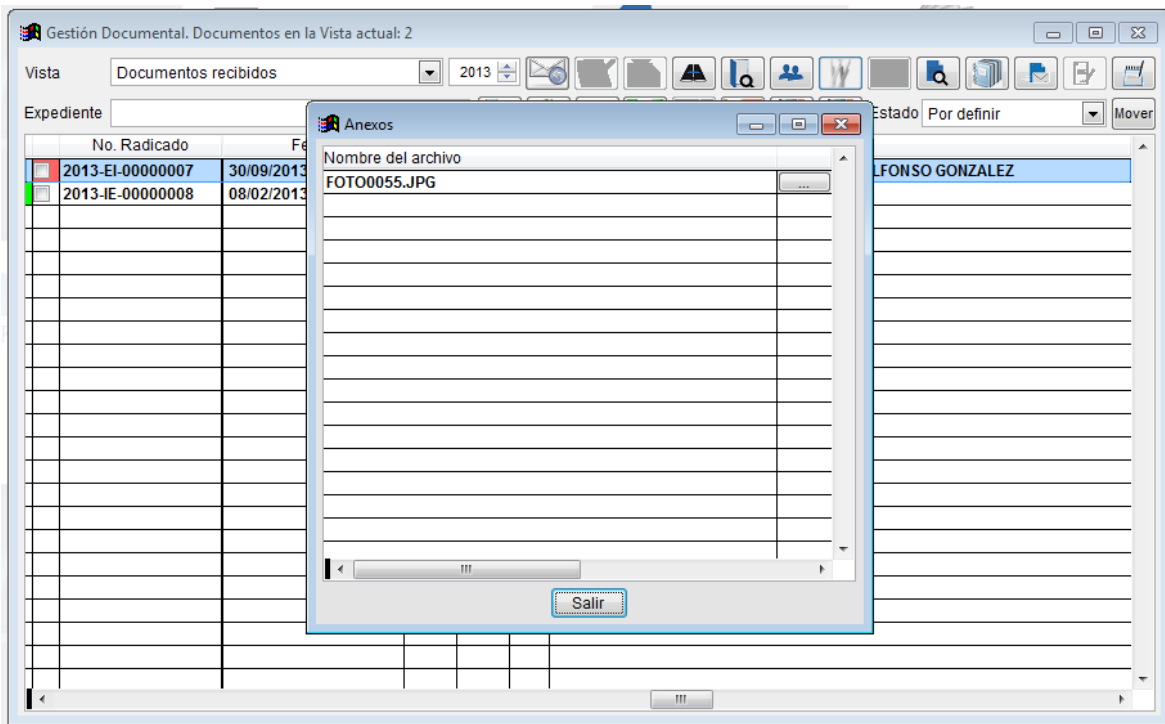 Gestión Documental. Documentos en la Vista actual: 2
Vista Documentos recibidos 2013
Expediente Estado Por definir Mover
Anexos
No. Radicado Fe
Nombre del archivo
2013-EI-00000007 30/09/2013 LFONSO GONZALEZ
FOTO0055.JPG ...
2013-IE-00000008 08/02/2013
Salir